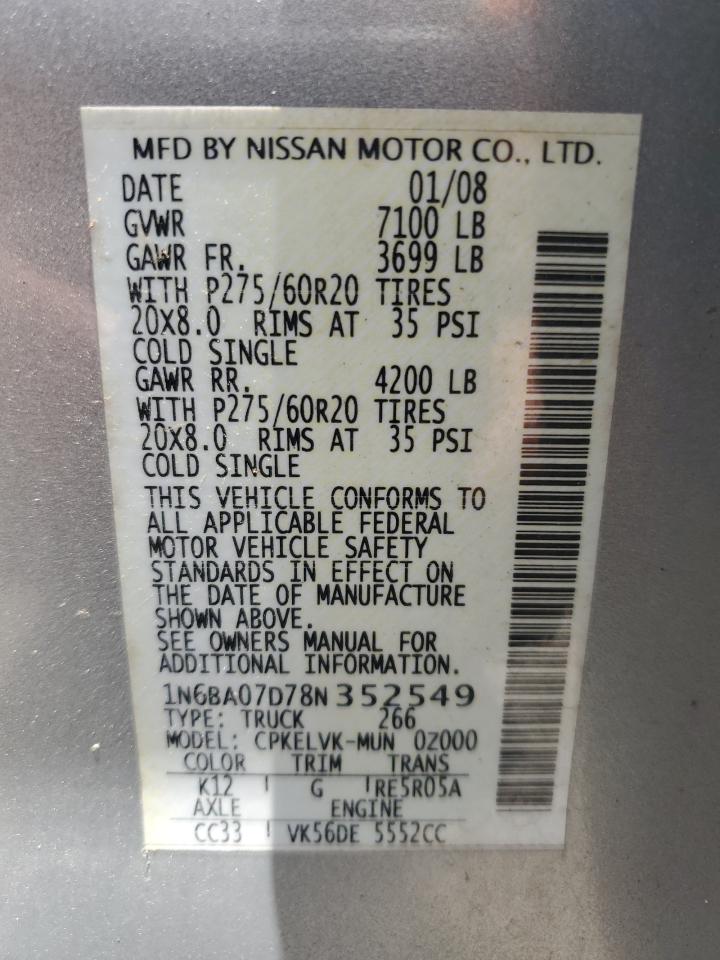 MFD BY NISSAN MOTOR CO., LTD.
DATE 01/08
GVWR 7100 LB
GAWR FR. 3699 LB
WITH P275/60R20 TIRES
20X8.0 RIMS AT 35 PSI
COLD SINGLE
GAWR RR. 4200 LB
WITH P275/60R20 TIRES
20X8.0 RIMS AT 35 PSI
COLD SINGLE
THIS VEHICLE CONFORMS TO
ALL APPLICABLE FEDERAL
MOTOR VEHICLE SAFETY
STANDARDS IN EFFECT ON
THE DATE OF MANUFACTURE
SHOWN ABOVE.
SEE OWNERS MANUAL FOR
ADDITIONAL INFORMATION.
1N6BA07D78N352549
TYPE: TRUCK 266
MODEL: CPKELVK-MUN 0Z000
COLOR TRIM TRANS
K12 G RE5R05A
AXLE ENGINE
CC33 VK56DE 5552CC